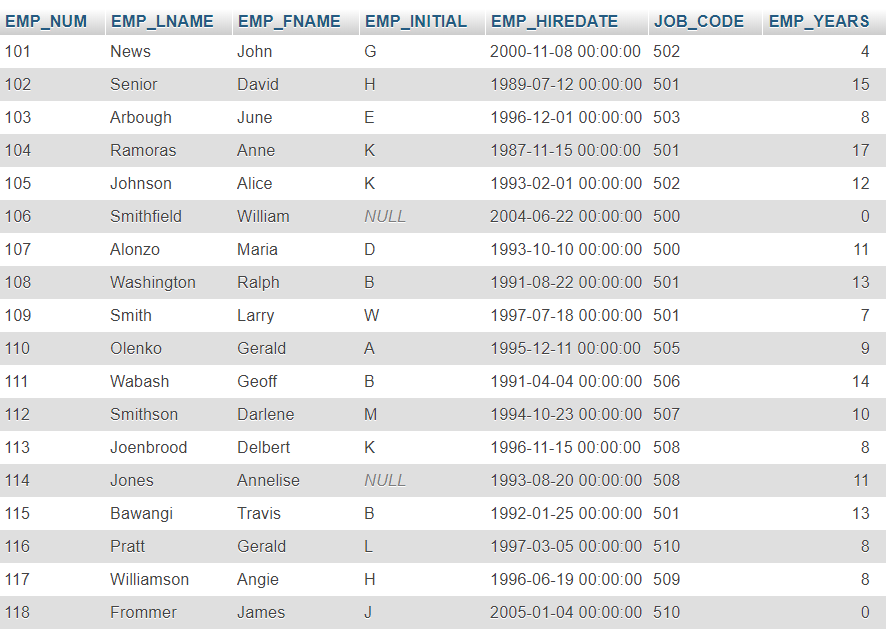 EMP_NUM EMP_LNAME EMP_FNAME EMP_INITIAL EMP_HIREDATE JOB_CODE EMP_YEARS
101 News John G 2000-11-08 00:00:00 502 4
102 Senior David H 1989-07-12 00:00:00 501 15
103 Arbough June E 1996-12-01 00:00:00 503 8
104 Ramoras Anne K 1987-11-15 00:00:00 501 17
105 Johnson Alice K 1993-02-01 00:00:00 502 12
106 Smithfield William NULL 2004-06-22 00:00:00 500 0
107 Alonzo Maria D 1993-10-10 00:00:00 500 11
108 Washington Ralph B 1991-08-22 00:00:00 501 13
109 Smith Larry W 1997-07-18 00:00:00 501 7
110 Olenko Gerald A 1995-12-11 00:00:00 505 9
111 Wabash Geoff B 1991-04-04 00:00:00 506 14
112 Smithson Darlene M 1994-10-23 00:00:00 507 10
113 Joenbrood Delbert K 1996-11-15 00:00:00 508 8
114 Jones Annelise NULL 1993-08-20 00:00:00 508 11
115 Bawangi Travis B 1992-01-25 00:00:00 501 13
116 Pratt Gerald L 1997-03-05 00:00:00 510 8
117 Williamson Angie H 1996-06-19 00:00:00 509 8
118 Frommer James J 2005-01-04 00:00:00 510 0